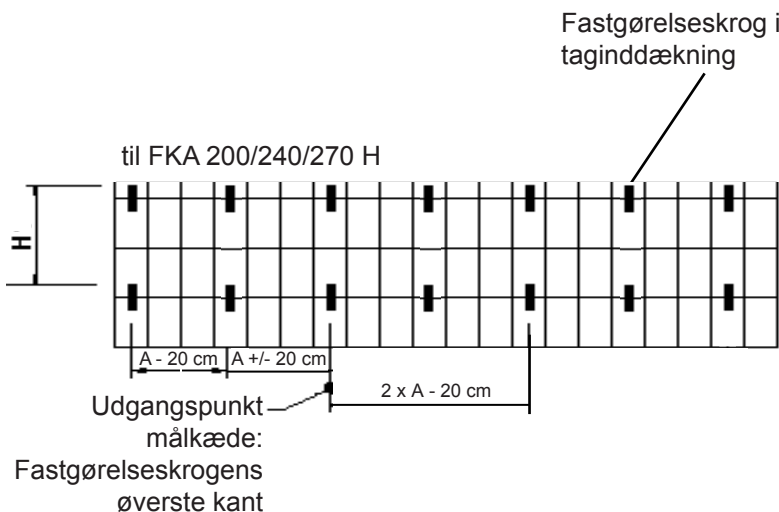 Fastgørelseskrog i
taginddækning
til FKA 200/240/270 H
H
A - 20 cm
A +/- 20 cm
2 x A - 20 cm
Udgangspunkt
målkæde:
Fastgørelseskrogens
øverste kant